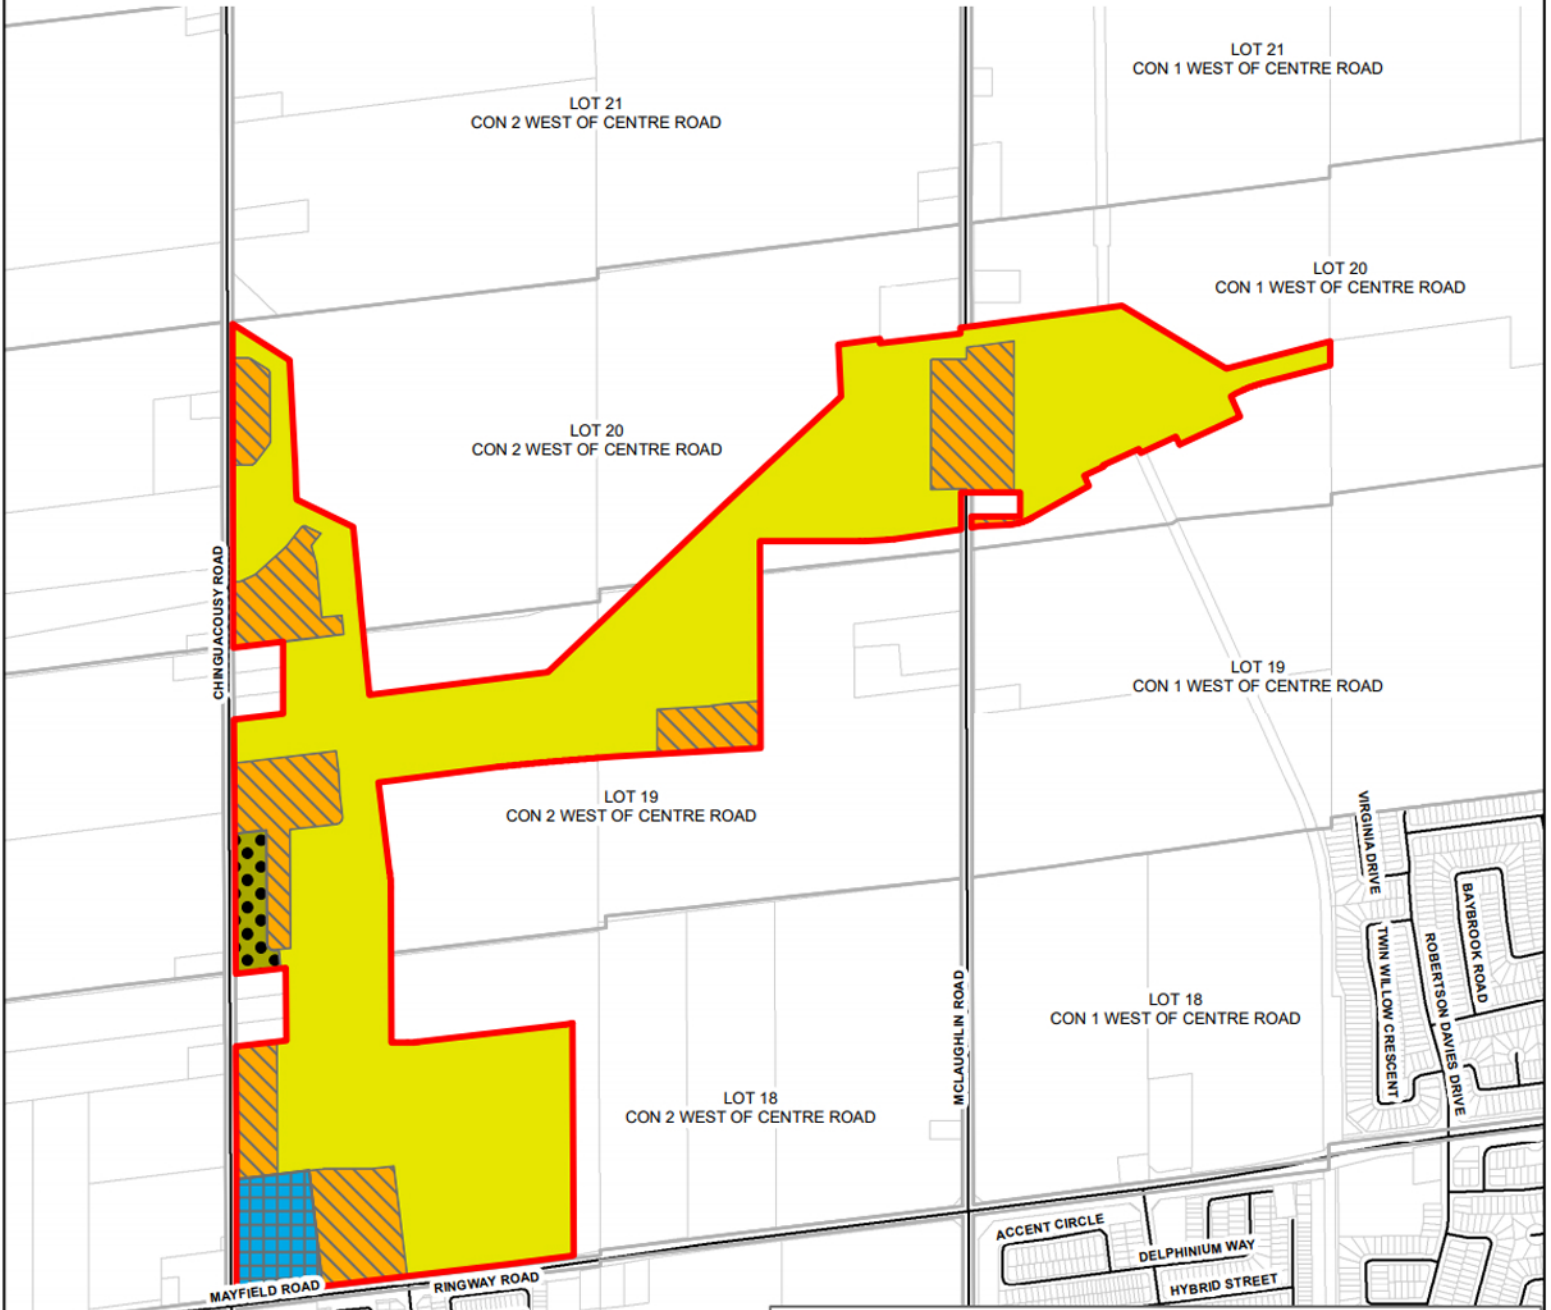 LOT 21
CON 1 WEST OF CENTRE ROAD
LOT 21
CON 2 WEST OF CENTRE ROAD
LOT 20
CON 1 WEST OF CENTRE ROAD
LOT 20
CON 2 WEST OF CENTRE ROAD
CHINGUACOUSY ROAD
LOT 19
CON 1 WEST OF CENTRE ROAD
LOT 19
CON 2 WEST OF CENTRE ROAD
VIRGINIA DRIVE
BAYBROOK ROAD
TWIN WILLOW CRESCENT
ROBERTSON DAVIES DRIVE
MCLAUGHLIN ROAD
LOT 18
CON 1 WEST OF CENTRE ROAD
LOT 18
CON 2 WEST OF CENTRE ROAD
ACCENT CIRCLE
DELPHINIUM WAY
HYBRID STREET
MAYFIELD ROAD
RINGWAY ROAD